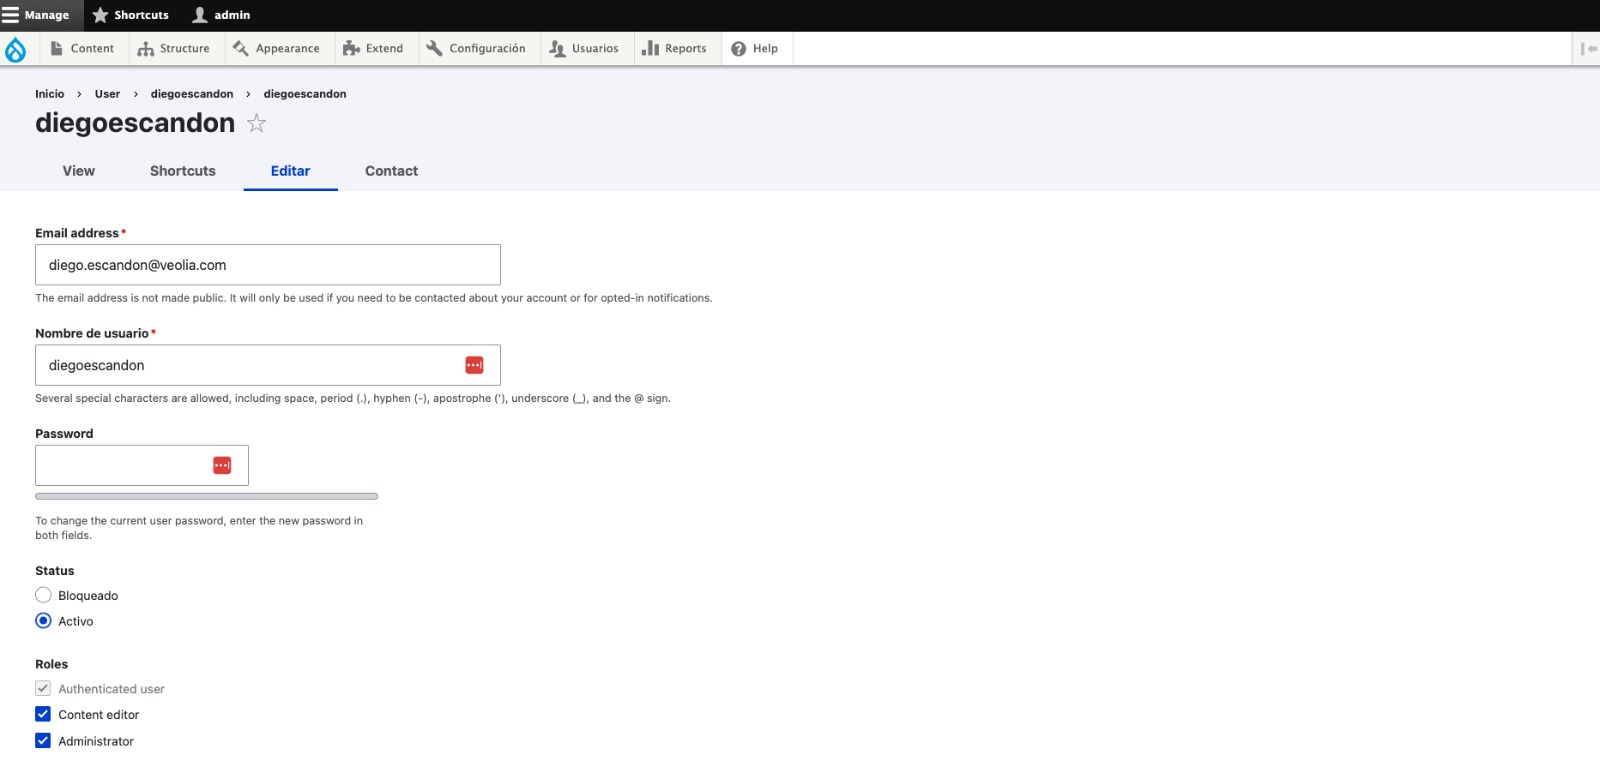 Manage Shortcuts admin
Content Structure Appearance Extend Configuración Usuarios Reports Help
Inicio › User › diegoescandon › diegoescandon
diegoescandon
View Shortcuts Editar Contact
Email address*
diego.escandon@veolia.com
The email address is not made public. It will only be used if you need to be contacted about your account or for opted-in notifications.
Nombre de usuario*
diegoescandon
Several special characters are allowed, including space, period (.), hyphen (-), apostrophe ('), underscore (_), and the @ sign.
Password
To change the current user password, enter the new password in
both fields.
Status
Bloqueado
Activo
Roles
Authenticated user
Content editor
Administrator